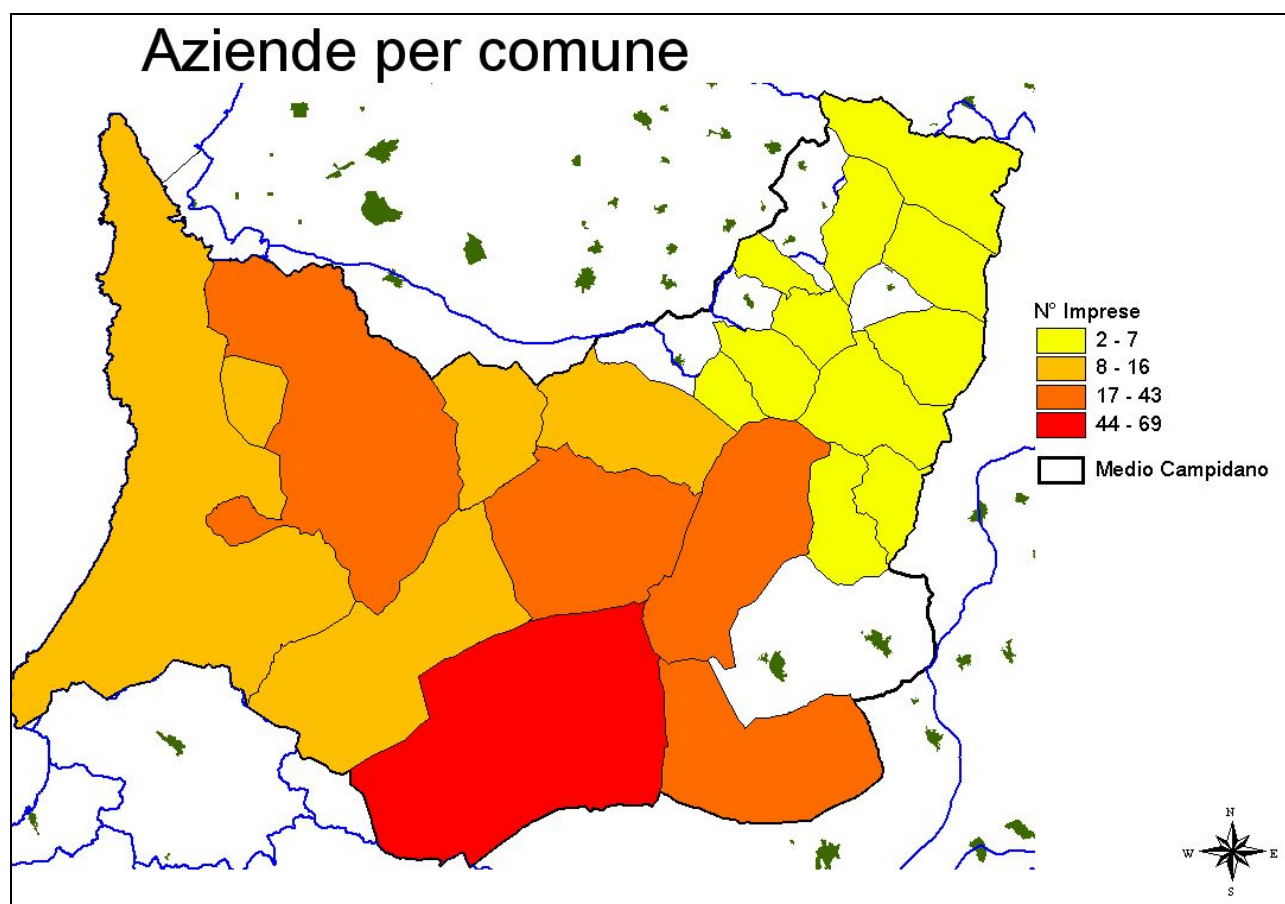 Aziende per comune
N° Imprese
2 - 7
8 - 16
17 - 43
44 - 69
Medio Campidano
N
W E
S